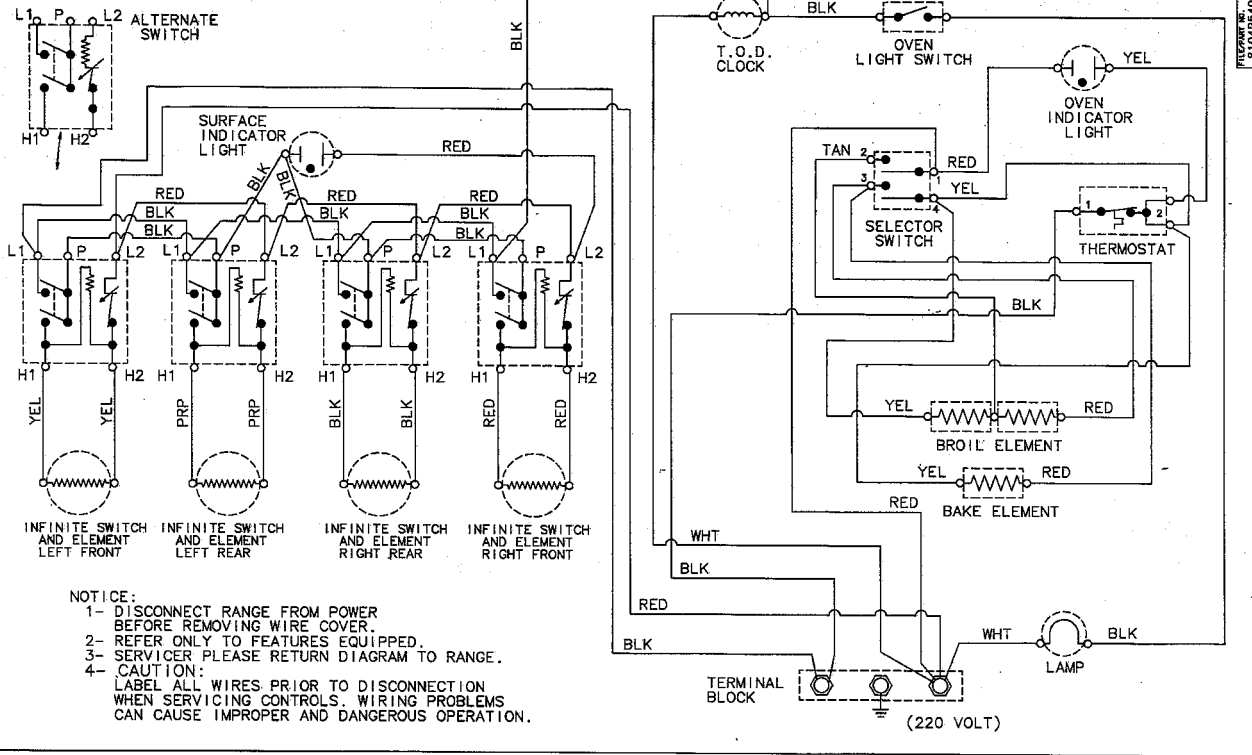 L1 P L2 ALTERNATE
SWITCH
H1 H2
BLK
BLK
T.O.D.
CLOCK
OVEN
LIGHT SWITCH
YEL
OVEN
INDICATOR
LIGHT
FILE/PART NO.
SURFACE
INDICATOR
LIGHT
RED
BLK
BLK
TAN 2
3
1
4
RED
YEL
SELECTOR
SWITCH
1
2
THERMOSTAT
RED
BLK
BLK
RED
BLK
BLK
RED
BLK
BLK
L1 P L2
L1 P L2
L1 P L2
L1 P L2
H1 H2
H1 H2
H1 H2
H1 H2
YEL YEL
PRP PRP
BLK BLK
RED RED
BLK
YEL RED
BROIL ELEMENT
YEL RED
BAKE ELEMENT
RED
INFINITE SWITCH
AND ELEMENT
LEFT FRONT
INFINITE SWITCH
AND ELEMENT
LEFT REAR
INFINITE SWITCH
AND ELEMENT
RIGHT REAR
INFINITE SWITCH
AND ELEMENT
RIGHT FRONT
WHT
BLK
RED
BLK
WHT
BLK
LAMP
TERMINAL
BLOCK
(220 VOLT)
NOTICE:
1- DISCONNECT RANGE FROM POWER
BEFORE REMOVING WIRE COVER.
2- REFER ONLY TO FEATURES EQUIPPED.
3- SERVICER PLEASE RETURN DIAGRAM TO RANGE.
4- CAUTION:
LABEL ALL WIRES PRIOR TO DISCONNECTION
WHEN SERVICING CONTROLS. WIRING PROBLEMS
CAN CAUSE IMPROPER AND DANGEROUS OPERATION.